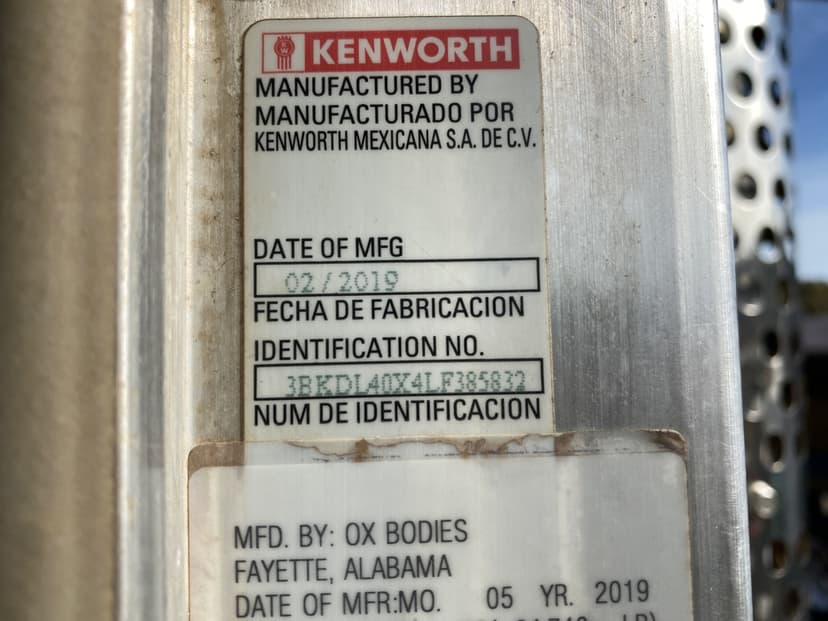 KENWORTH
MANUFACTURED BY
MANUFACTURADO POR
KENWORTH MEXICANA S.A. DE C.V.
DATE OF MFG
02/2019
FECHA DE FABRICACION
IDENTIFICATION NO.
3BKDL40X4LF385832
NUM DE IDENTIFICACION
MFD. BY: OX BODIES
FAYETTE, ALABAMA
DATE OF MFR:MO. 05 YR. 2019